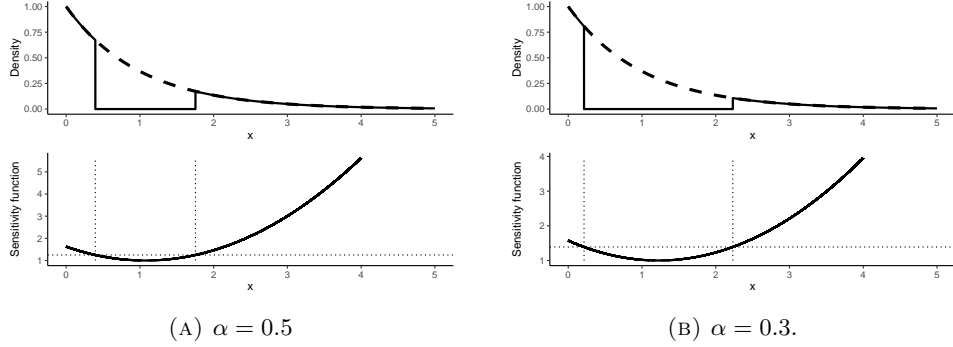 1.00
0.75
0.50
0.25
0.00
Density
0 1 2 3 4 5
x
5
4
3
2
1
Sensitivity function
0 1 2 3 4 5
x
(A) α = 0.5
1.00
0.75
0.50
0.25
0.00
Density
0 1 2 3 4 5
x
4
3
2
1
Sensitivity function
0 1 2 3 4 5
x
(B) α = 0.3.